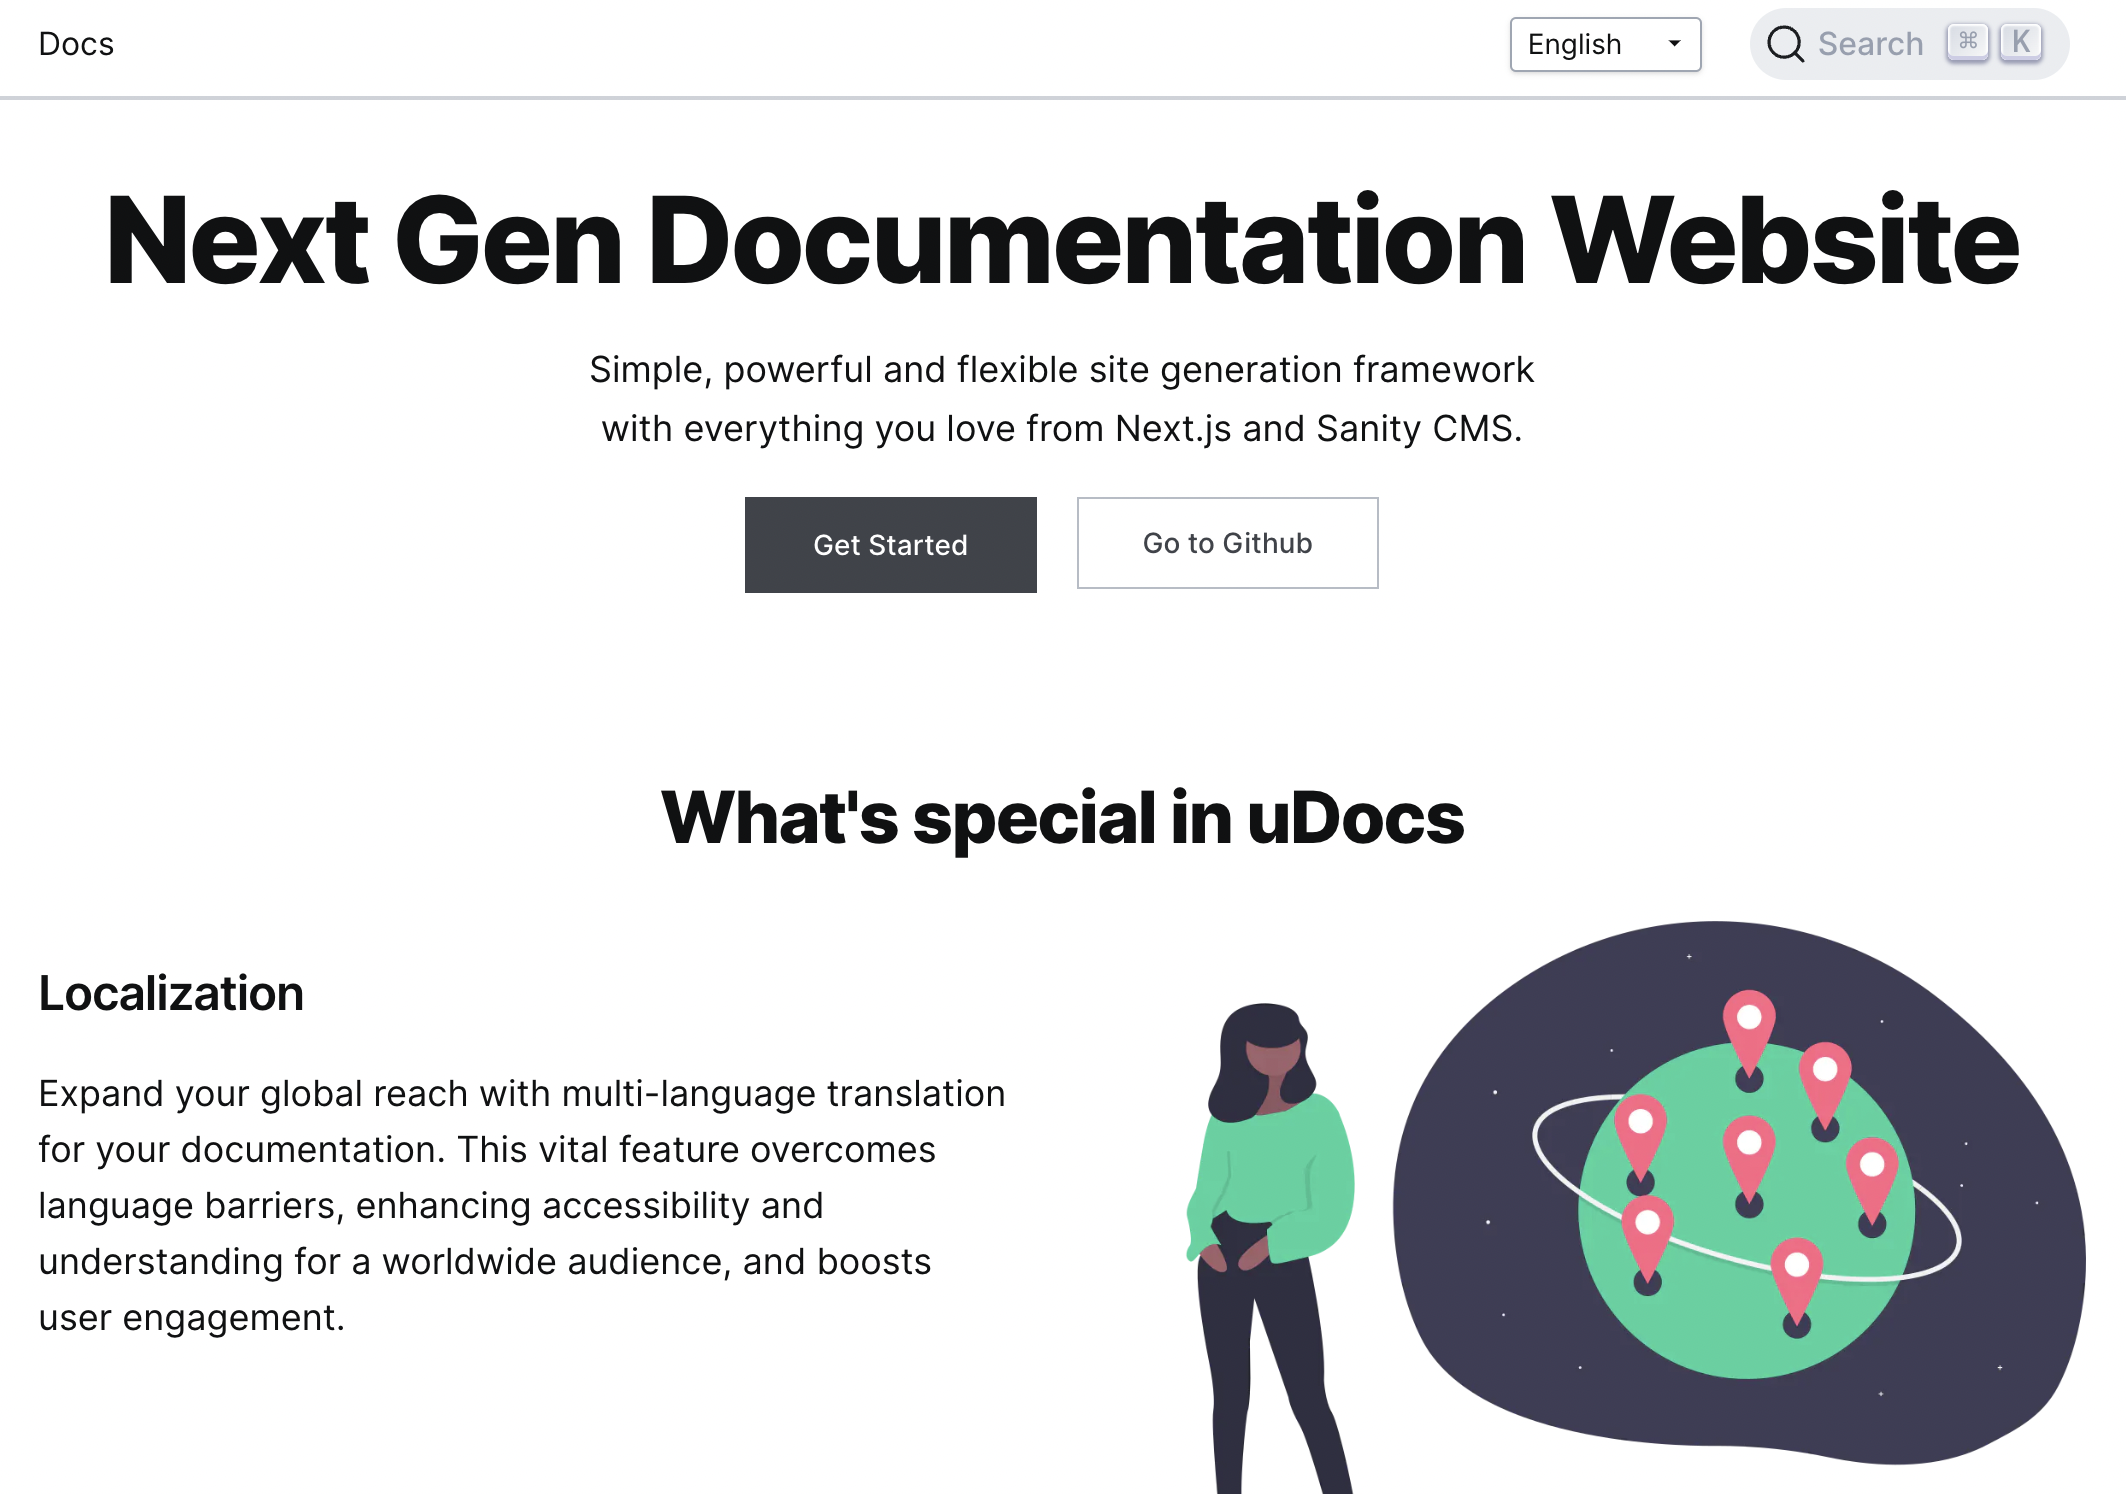 Docs
English
Search ⌘ K
Next Gen Documentation Website
Simple, powerful and flexible site generation framework
with everything you love from Next.js and Sanity CMS.
Get Started
Go to Github
What's special in uDocs
Localization
Expand your global reach with multi-language translation
for your documentation. This vital feature overcomes
language barriers, enhancing accessibility and
understanding for a worldwide audience, and boosts
user engagement.